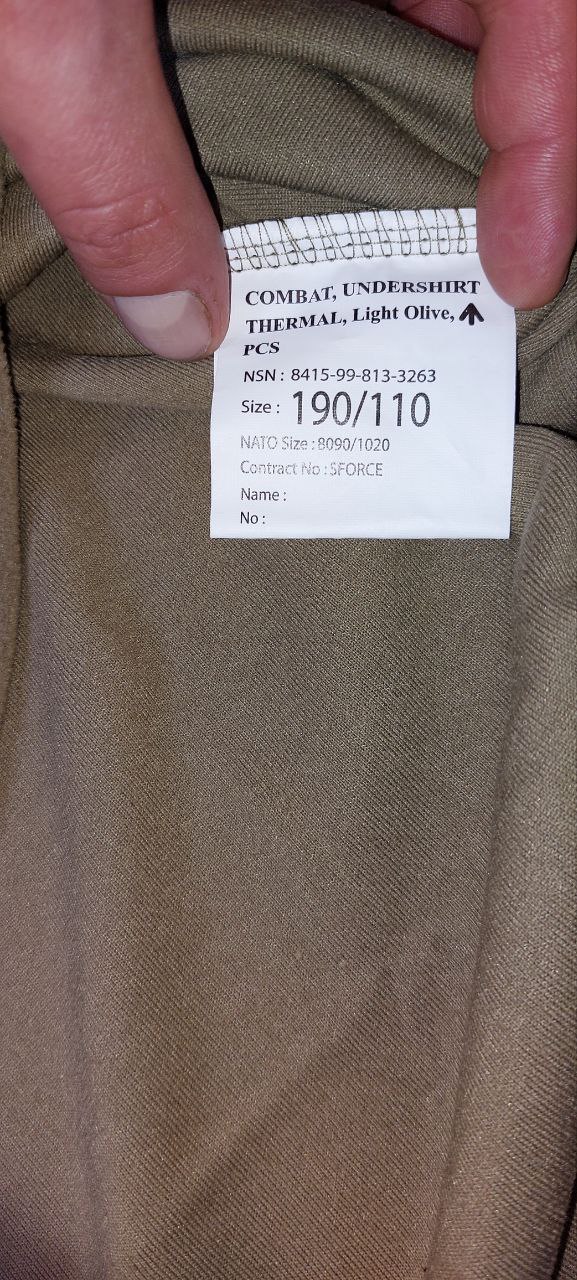 COMBAT, UNDERSHIRT
THERMAL, Light Olive,
PCS
NSN : 8415-99-813-3263
Size : 190/110
NATO Size : 8090/1020
Contract No : SFORCE
Name :
No :